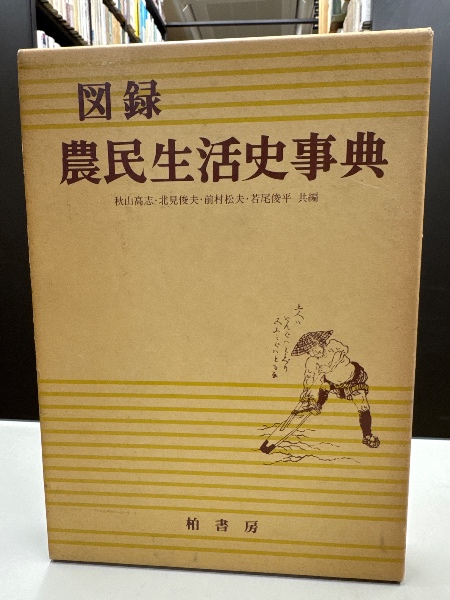 図録
農民生活史事典
秋山高志・北見俊夫・前村松夫・若尾俊平 共編
柏書房